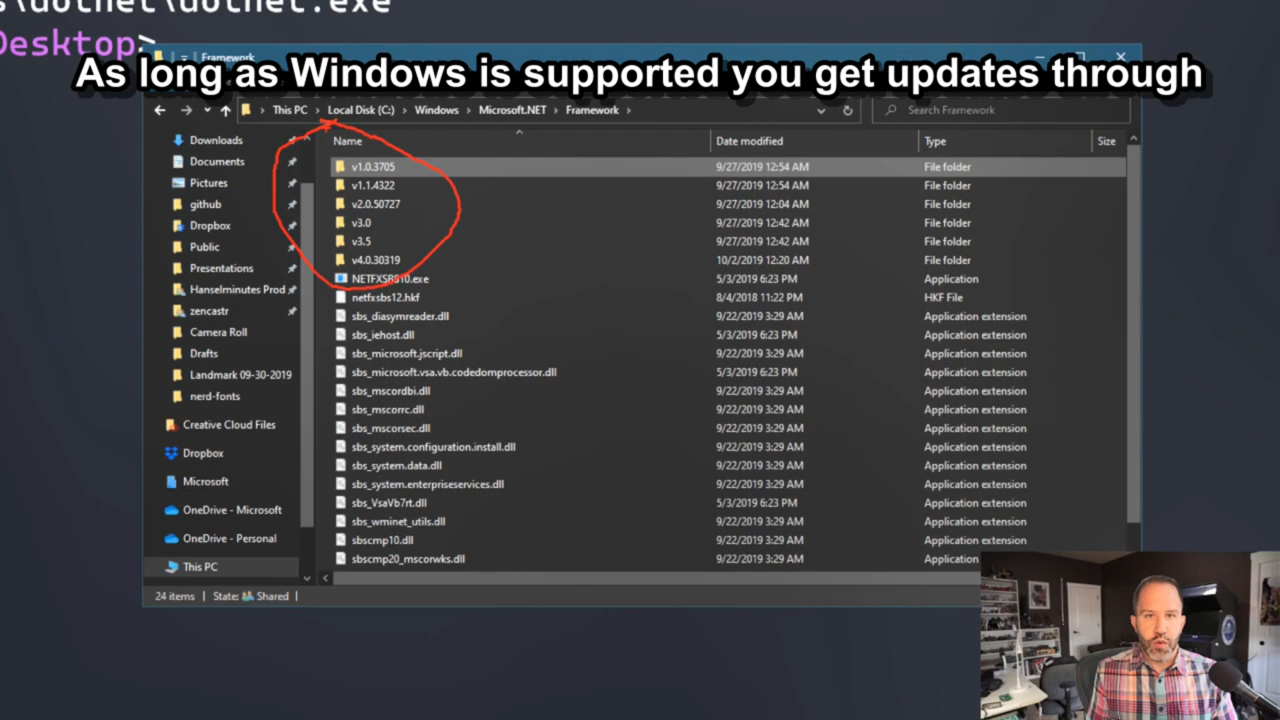 s\dotnet\dotnet.exe
Desktop>
Framework
As long as Windows is supported you get updates through
This PC > Local Disk (C:) > Windows > Microsoft.NET > Framework >
Search Framework
Name Date modified Type Size
Downloads
Documents
Pictures
github
Dropbox
Public
Presentations
Hanselminutes Prod
zencastr
Camera Roll
Drafts
Landmark 09-30-2019
nerd-fonts
Creative Cloud Files
Dropbox
Microsoft
OneDrive - Microsoft
OneDrive - Personal
This PC
v1.0.3705 9/27/2019 12:54 AM File folder
v1.1.4322 9/27/2019 12:54 AM File folder
v2.0.50727 9/27/2019 12:04 AM File folder
v3.0 9/27/2019 12:42 AM File folder
v3.5 9/27/2019 12:42 AM File folder
v4.0.30319 10/2/2019 12:20 AM File folder
NETFXSBS10.exe 5/3/2019 6:23 PM Application
netfxsbs12.hkf 8/4/2018 11:22 PM HKF File
sbs_diasymreader.dll 9/22/2019 3:29 AM Application extension
sbs_iehost.dll 5/3/2019 6:23 PM Application extension
sbs_microsoft.jscript.dll 9/22/2019 3:29 AM Application extension
sbs_microsoft.vsa.vb.codedomprocessor.dll 5/3/2019 6:23 PM Application extension
sbs_mscordbi.dll 9/22/2019 3:29 AM Application extension
sbs_mscorrc.dll 9/22/2019 3:29 AM Application extension
sbs_mscorsec.dll 9/22/2019 3:29 AM Application extension
sbs_system.configuration.install.dll 9/22/2019 3:29 AM Application extension
sbs_system.data.dll 9/22/2019 3:29 AM Application extension
sbs_system.enterpriseservices.dll 9/22/2019 3:29 AM Application extension
sbs_VsaVb7rt.dll 5/3/2019 6:23 PM Application extension
sbs_wminet_utils.dll 9/22/2019 3:29 AM Application extension
sbscmp10.dll 9/22/2019 3:29 AM Application extension
sbscmp20_mscorwks.dll 9/22/2019 3:29 AM Application
24 items | State: Shared |